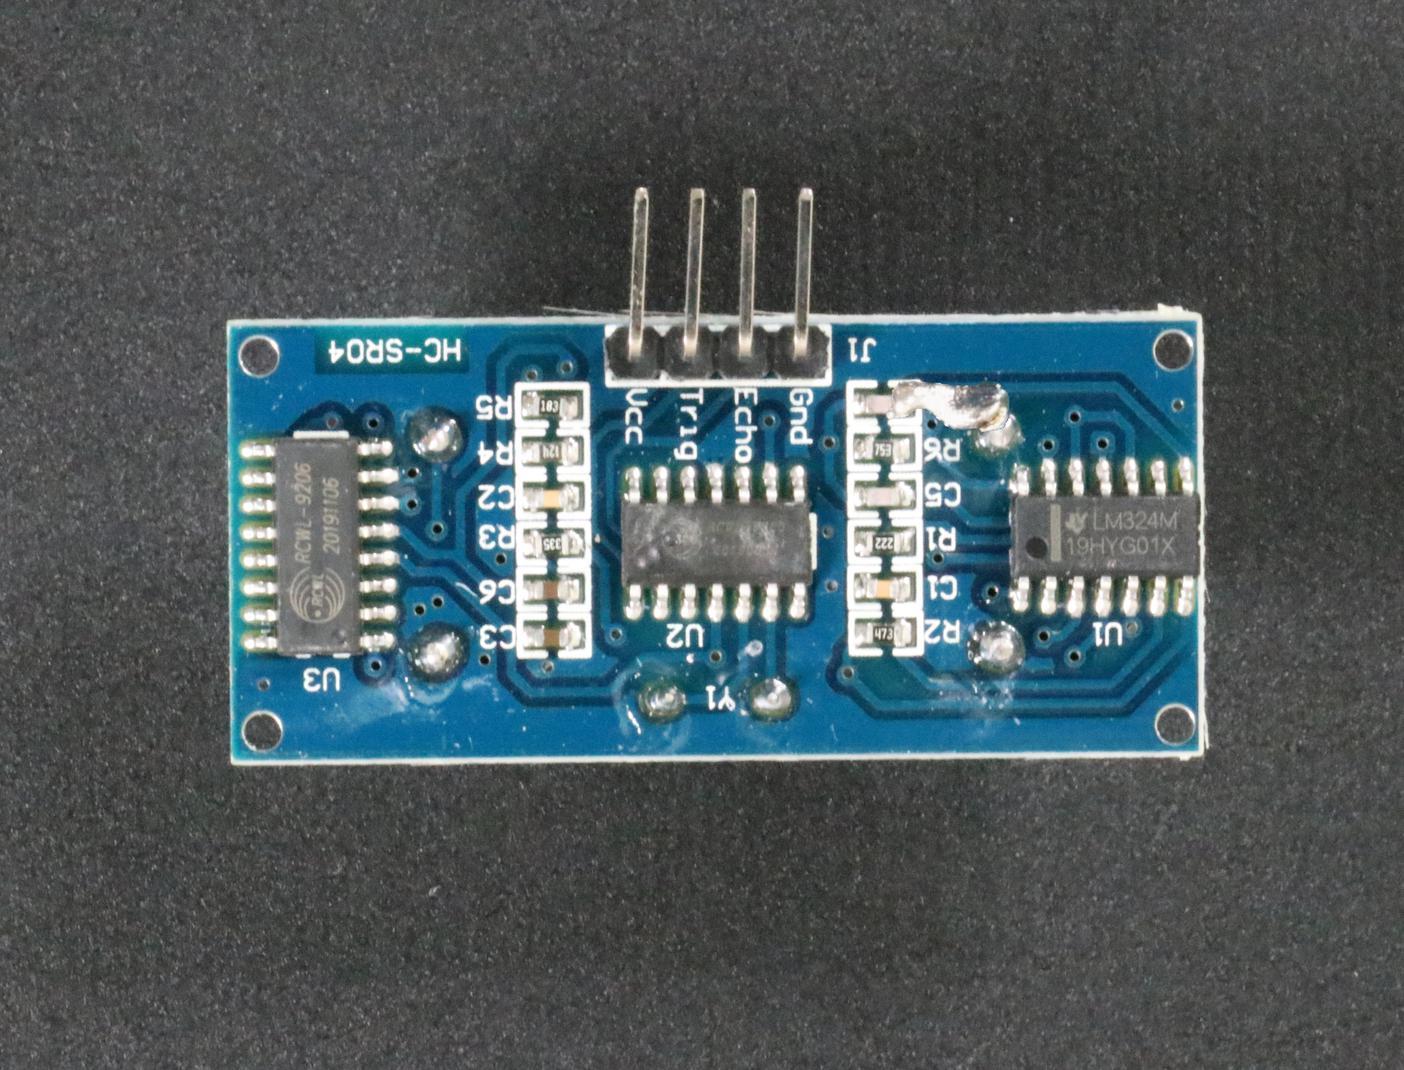 HC-SR04
J1
Vcc
Trig
Echo
Gnd
R5
183
R4
124
C2
R3
335
C6
C3
R6
C5
R1
222
C1
R2
473
RCWL-9206
20191106
RCWL
U3
U2
Y1
LM324M
19HYG01X
U1